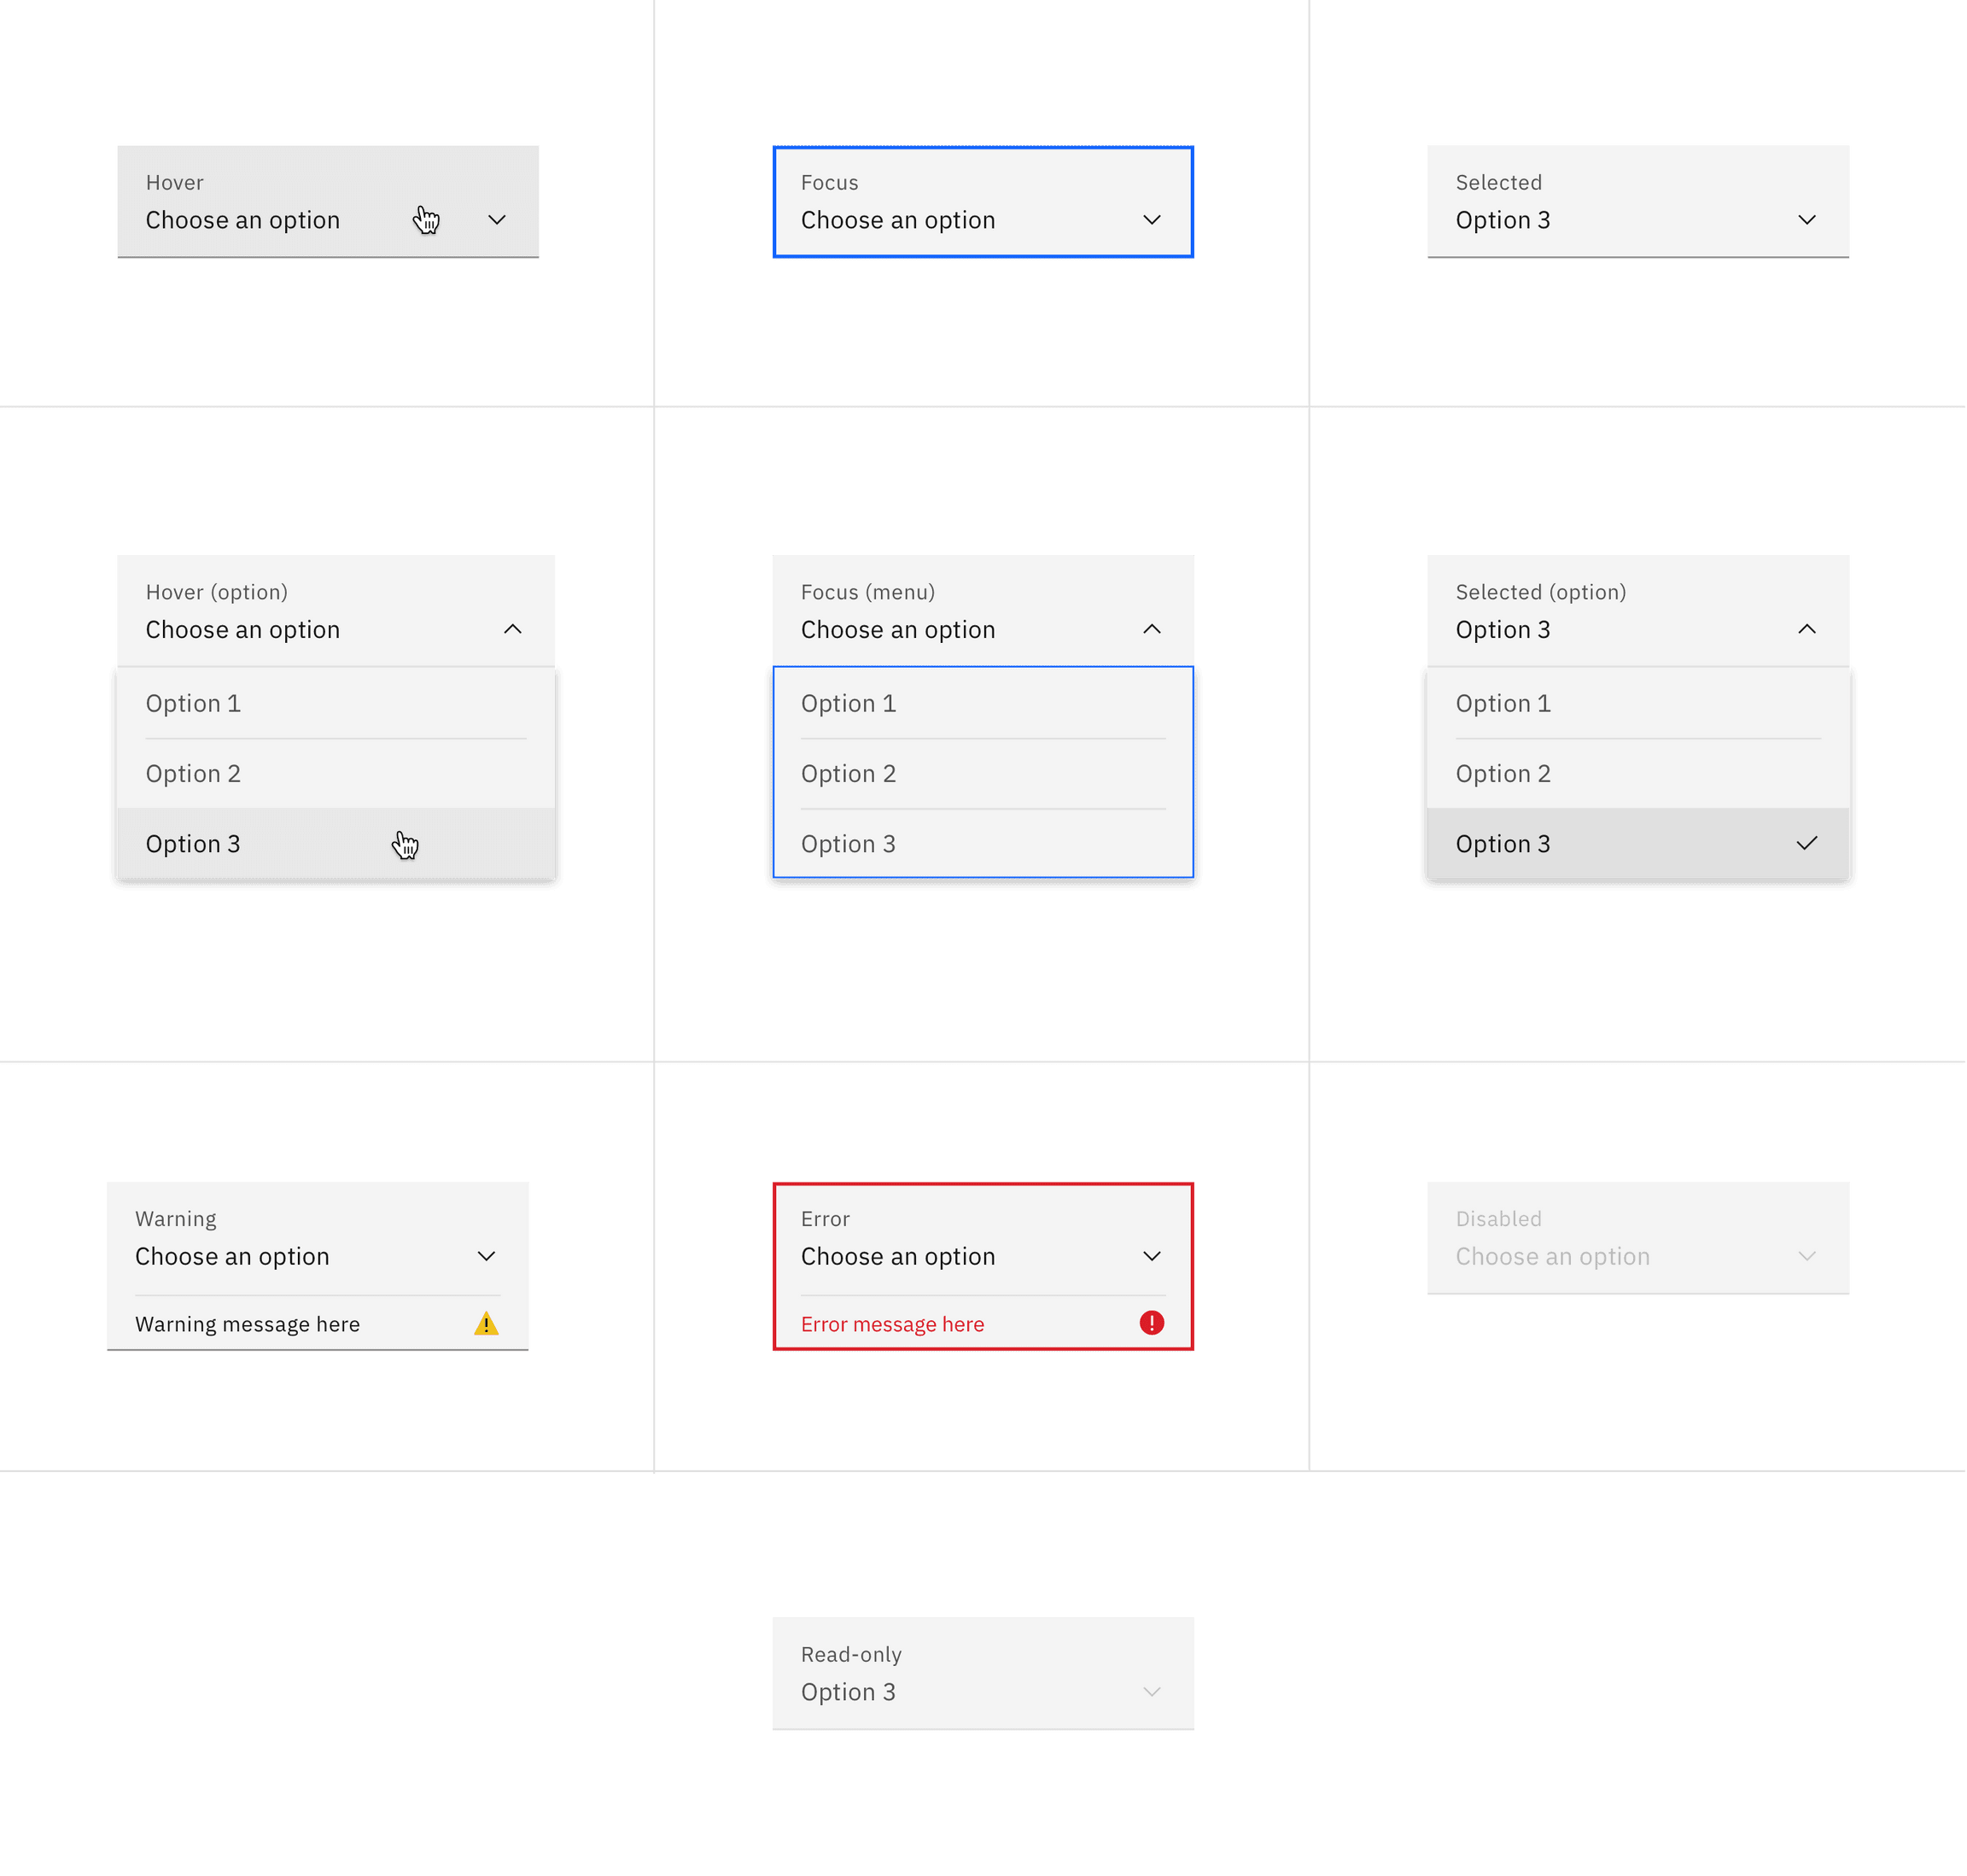 Hover
Choose an option
Focus
Choose an option
Selected
Option 3
Hover (option)
Choose an option
Option 1
Option 2
Option 3
Focus (menu)
Choose an option
Option 1
Option 2
Option 3
Selected (option)
Option 3
Option 1
Option 2
Option 3
Warning
Choose an option
Warning message here
Error
Choose an option
Error message here
Disabled
Choose an option
Read-only
Option 3